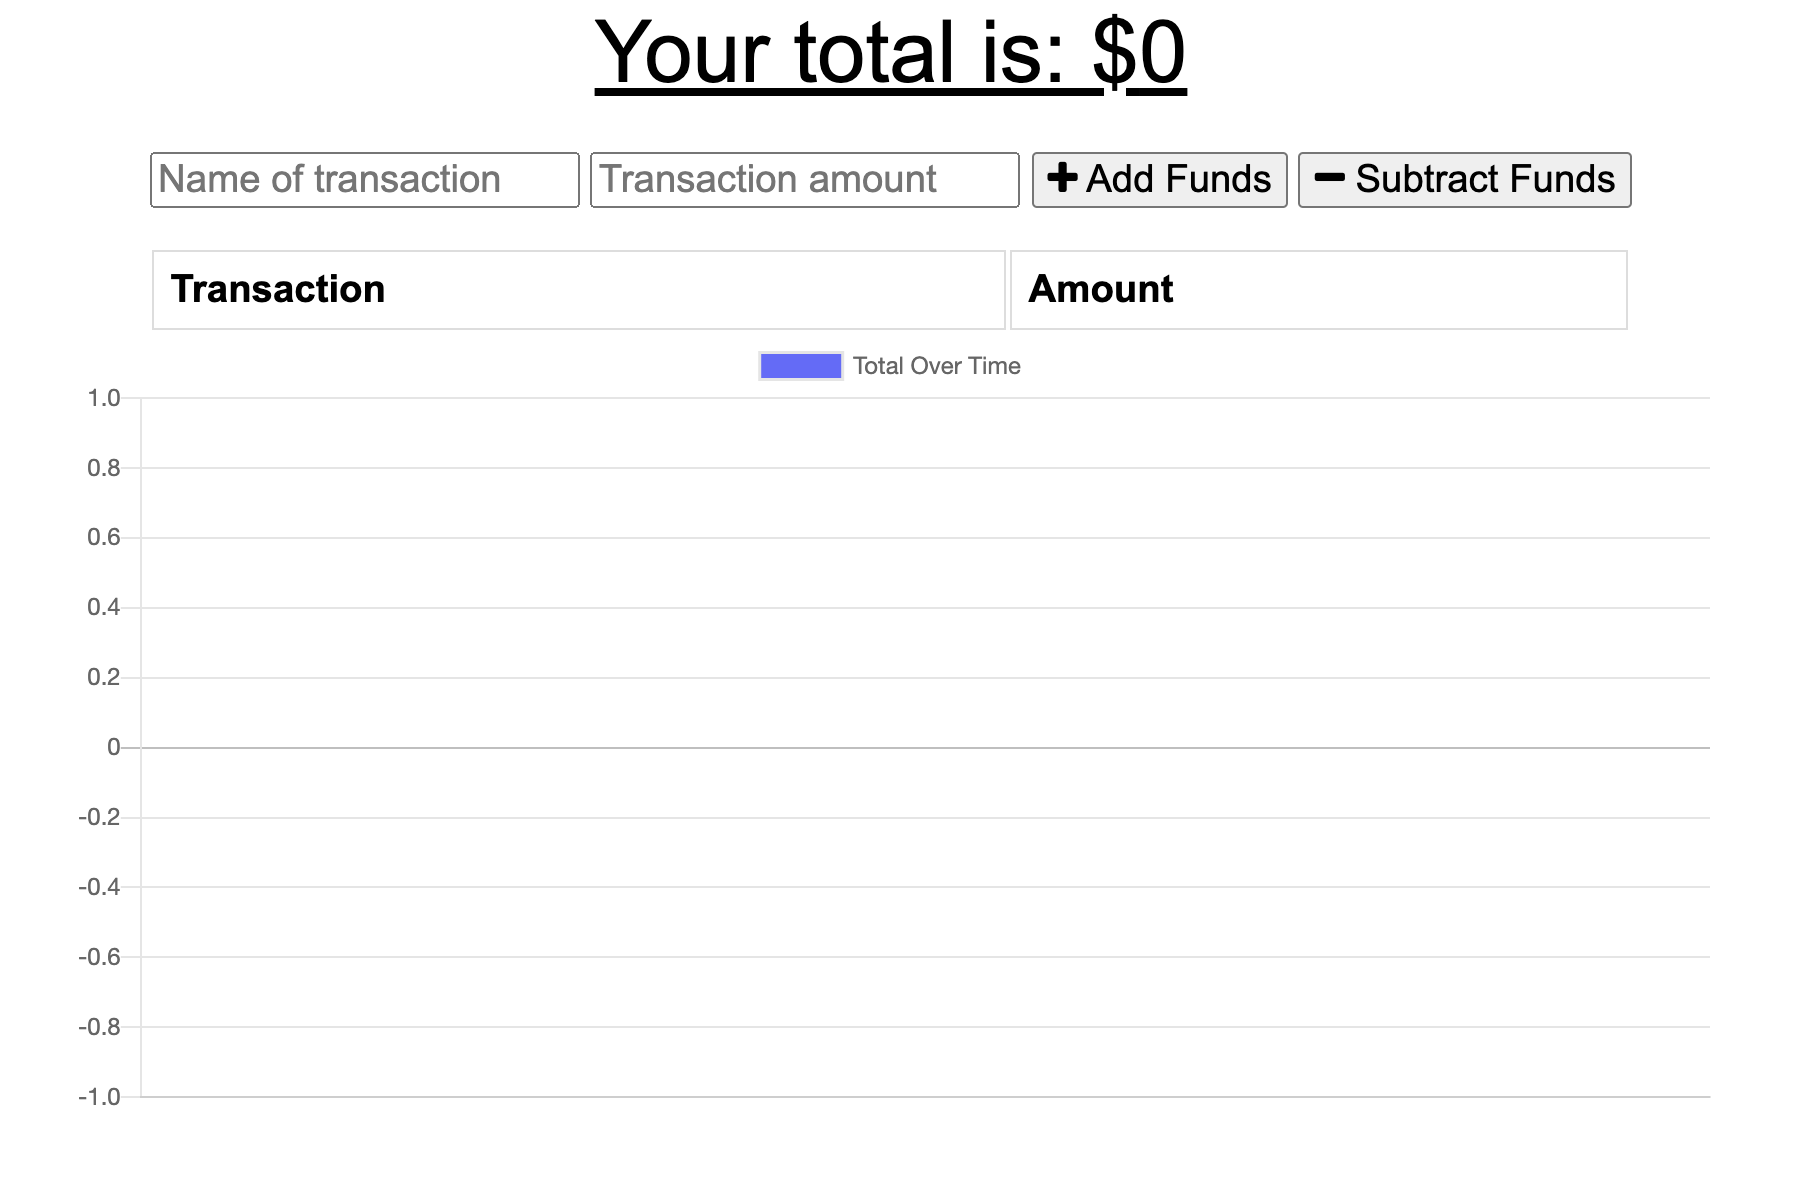 Your total is: $0
Name of transaction Transaction amount Add Funds Subtract Funds
Transaction Amount
Total Over Time
1.0
0.8
0.6
0.4
0.2
0
-0.2
-0.4
-0.6
-0.8
-1.0